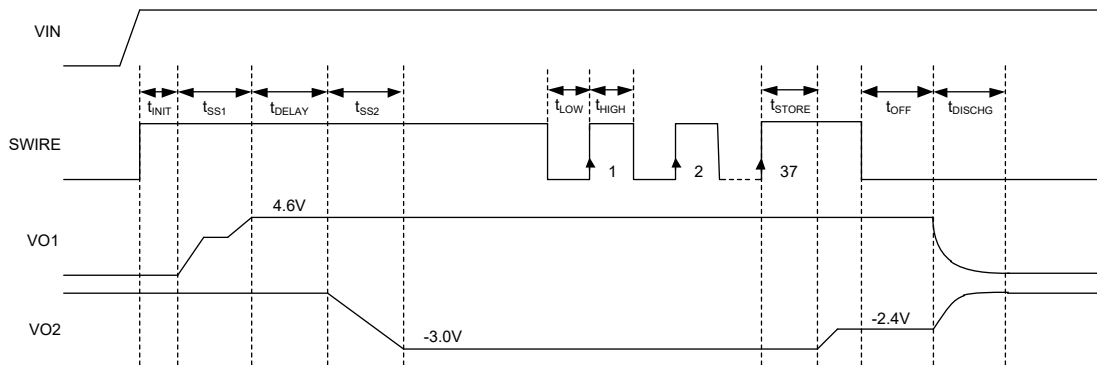 VIN
tINIT tSS1 tDELAY tSS2 tLOW tHIGH tSTORE tOFF tDISCHG
SWIRE
1 2 37
4.6V
VO1
VO2
-3.0V
-2.4V